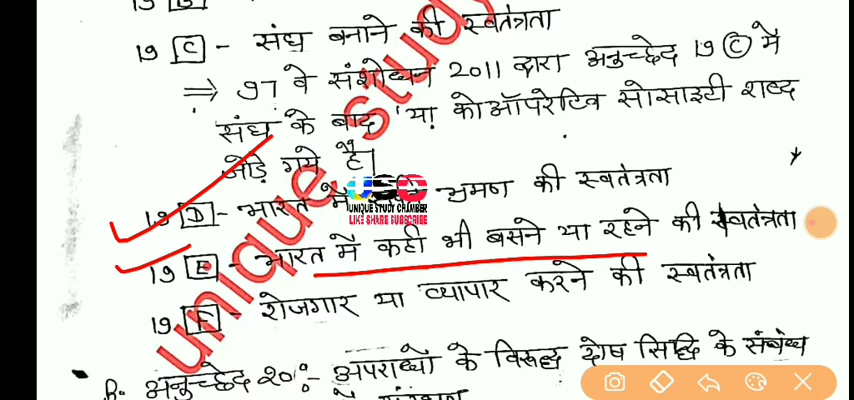 19 C - संघ बनाने की स्वतंत्रता
⇒ 97 वे संशोधन 2011 द्वारा अनुच्छेद 19 C में
संघ के बाद 'या कोऑपरेटिव सोसाइटी शब्द
जोड़े गये है।
19 D - भारत में भ्रमण की स्वतंत्रता
19 E - भारत में कही भी बसने या रहने की स्वतंत्रता
19 F - रोजगार या व्यापार करने की स्वतंत्रता
B. अनुच्छेद 20 :- अपराधों के विरुद्ध दोष सिद्धि के संबंध
unique study
USC
UNIQUE STUDY CHAMBER
LIKE SHARE SUBSCRIBE